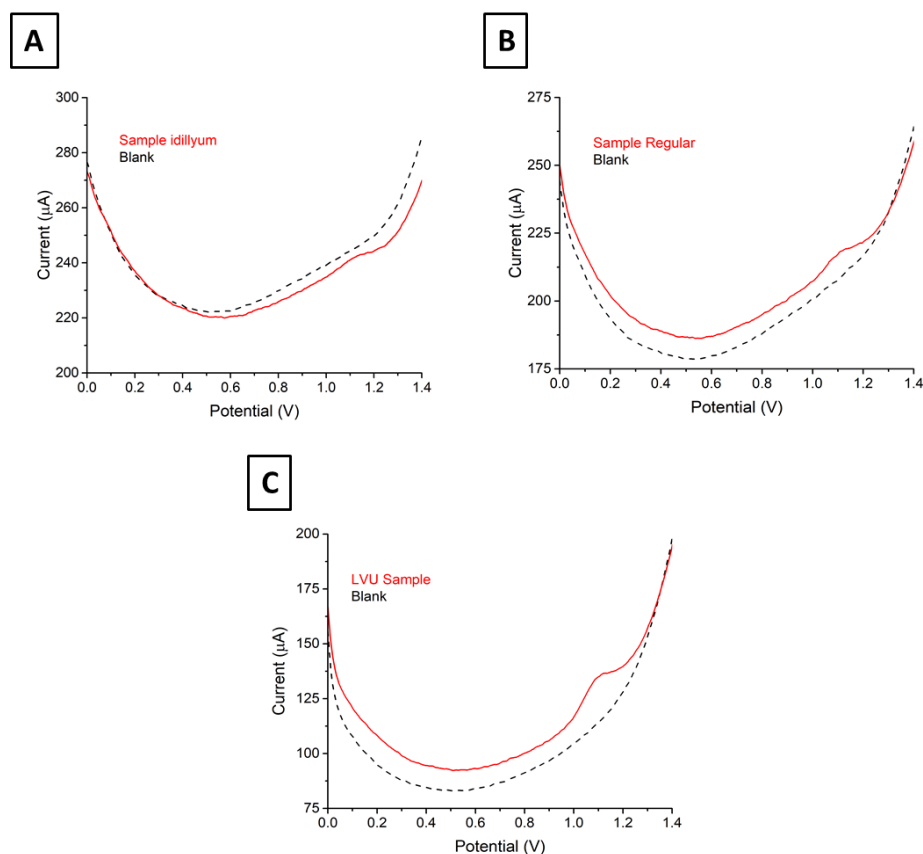 A
B
300
280
260
240
220
200
Current (µA)
Sample idillyum
Blank
0.0 0.2 0.4 0.6 0.8 1.0 1.2 1.4
Potential (V)
275
250
225
200
175
Current (µA)
Sample Regular
Blank
0.0 0.2 0.4 0.6 0.8 1.0 1.2 1.4
Potential (V)
C
200
175
150
125
100
75
Current (µA)
LVU Sample
Blank
0.0 0.2 0.4 0.6 0.8 1.0 1.2 1.4
Potential (V)